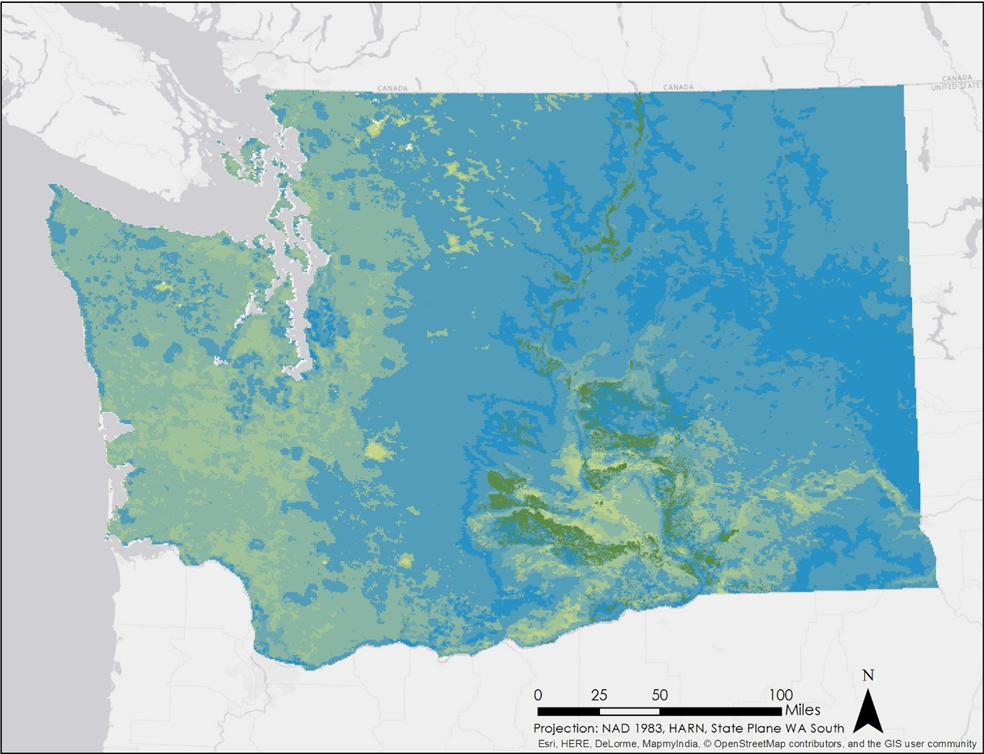 CANADA
CANADA
CANADA
UNITED STATES
N
0 25 50 100
Miles
Projection: NAD 1983, HARN, State Plane WA South
Esri, HERE, DeLorme, MapmyIndia, © OpenStreetMap contributors, and the GIS user community